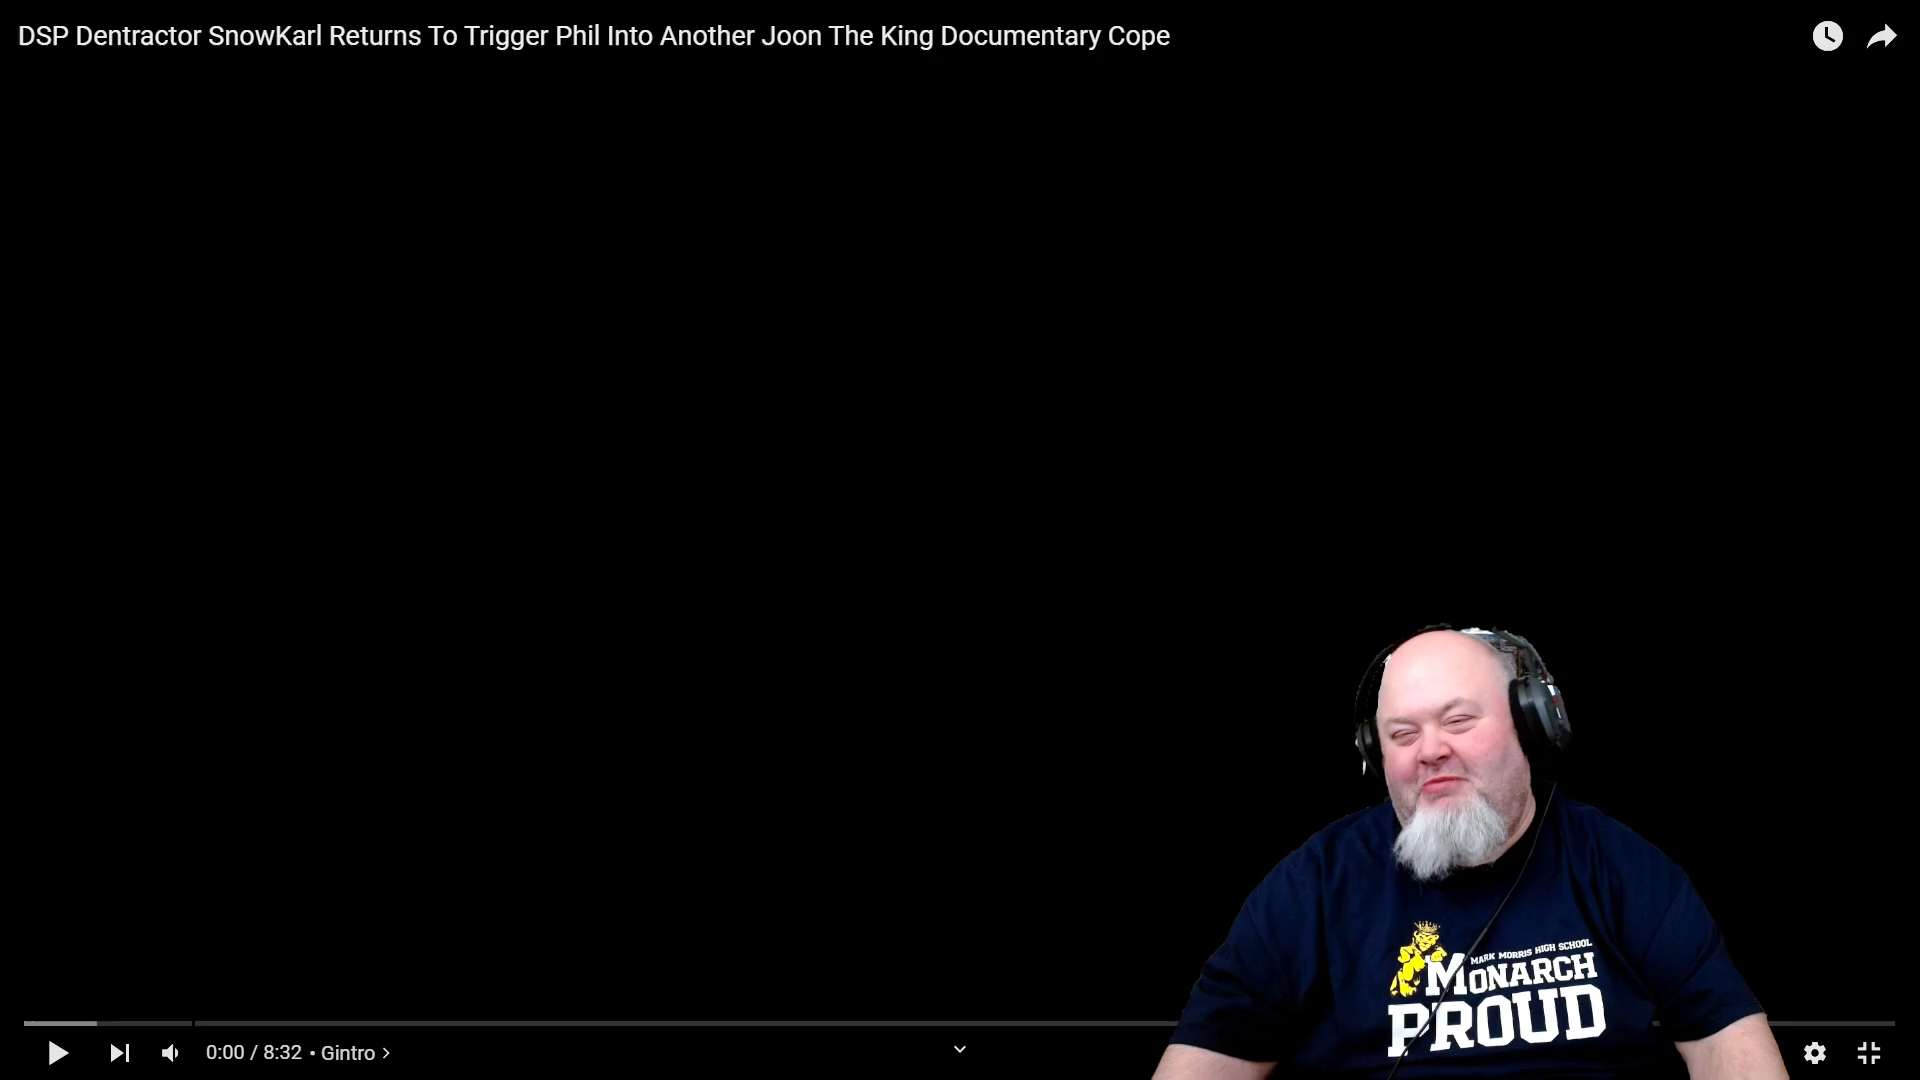 DSP Dentractor SnowKarl Returns To Trigger Phil Into Another Joon The King Documentary Cope
MARK MORRIS HIGH SCHOOL
MONARCH
PROUD
0:00 / 8:32 • Gintro >